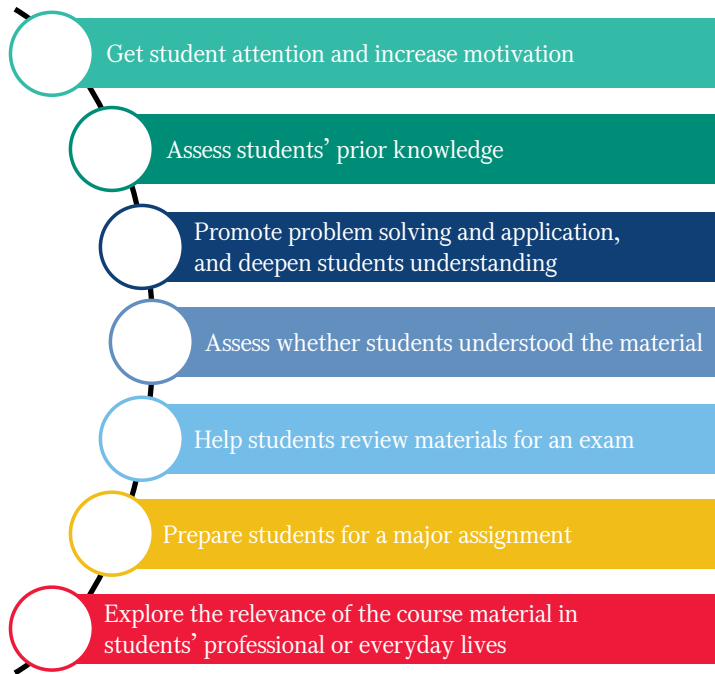 Get student attention and increase motivation
Assess students’ prior knowledge
Promote problem solving and application,
and deepen students understanding
Assess whether students understood the material
Help students review materials for an exam
Prepare students for a major assignment
Explore the relevance of the course material in
students’ professional or everyday lives